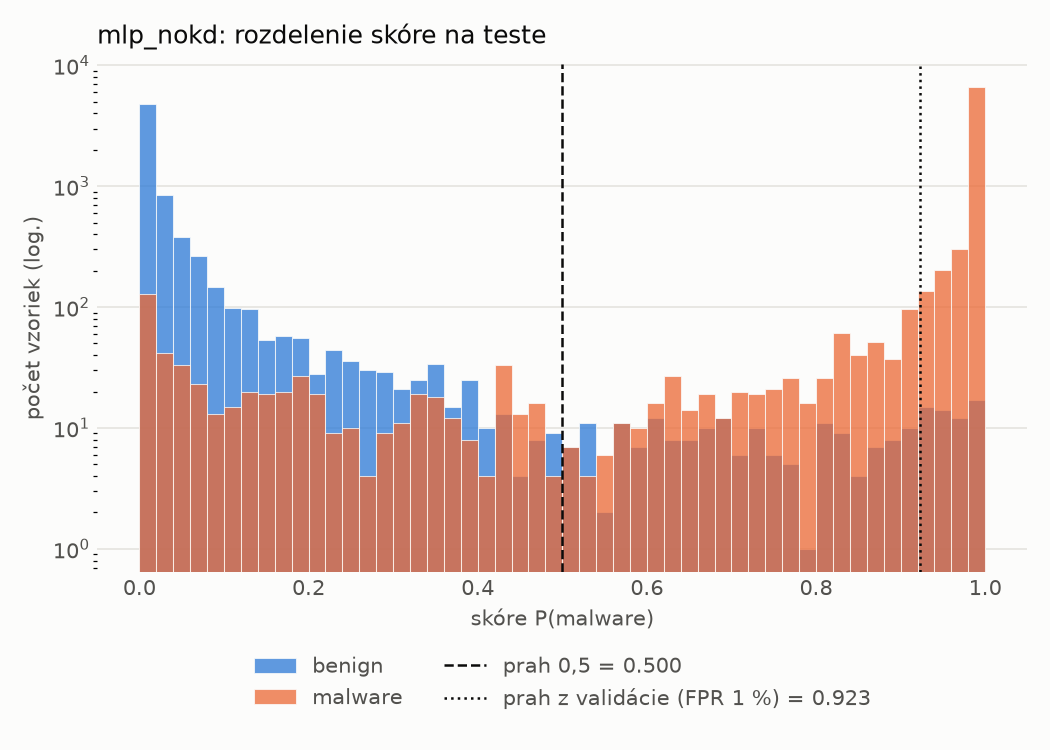 mlp_nokd: rozdelenie skóre na teste
10⁴
10³
10²
10¹
10⁰
počet vzoriek (log.)
0.0 0.2 0.4 0.6 0.8 1.0
skóre P(malware)
benign prah 0,5 = 0.500
malware prah z validácie (FPR 1 %) = 0.923